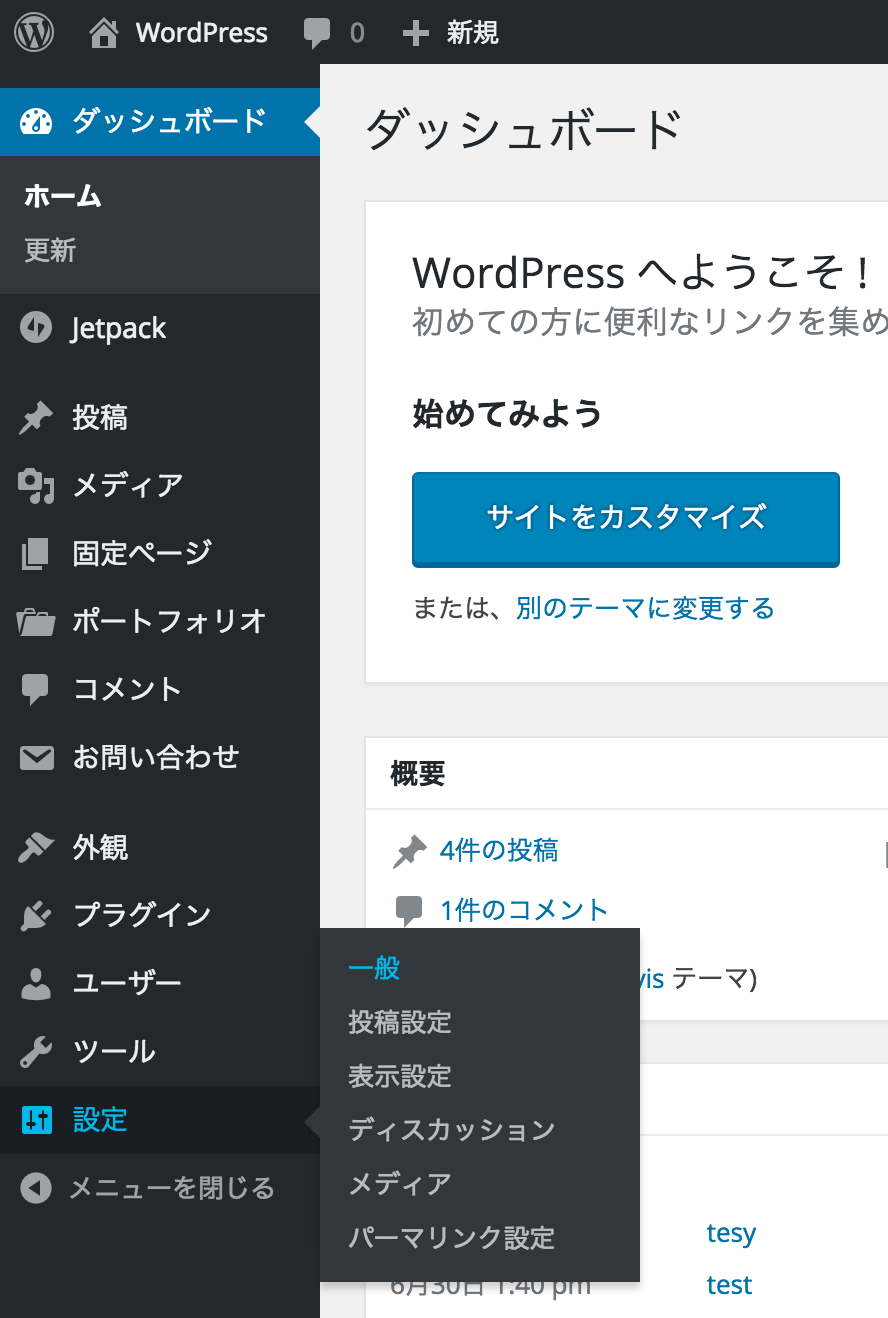 WordPress 0 新規
ダッシュボード
ホーム
更新
Jetpack
投稿
メディア
固定ページ
ポートフォリオ
コメント
お問い合わせ
外観
プラグイン
ユーザー
ツール
設定
メニューを閉じる
一般
投稿設定
表示設定
ディスカッション
メディア
パーマリンク設定
ダッシュボード
WordPress へようこそ !
初めての方に便利なリンクを集め
始めてみよう
サイトをカスタマイズ
または、別のテーマに変更する
概要
4件の投稿
1件のコメント
vis テーマ)
tesy
6月30日 1:40 pm test